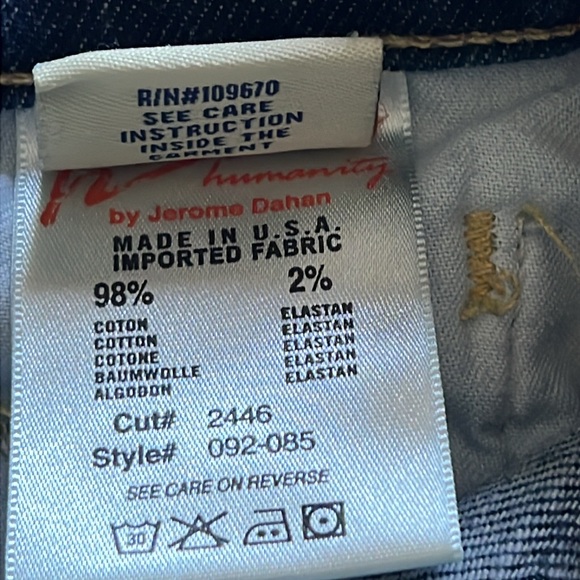 R/N#109670
SEE CARE
INSTRUCTION
INSIDE THE
GARMENT
humanity
by Jerome Dahan
MADE IN U.S.A.
IMPORTED FABRIC
98% 2%
COTON ELASTAN
COTTON ELASTAN
COTONE ELASTAN
BAUMWOLLE ELASTAN
ALGODON ELASTAN
Cut# 2446
Style# 092-085
SEE CARE ON REVERSE
30